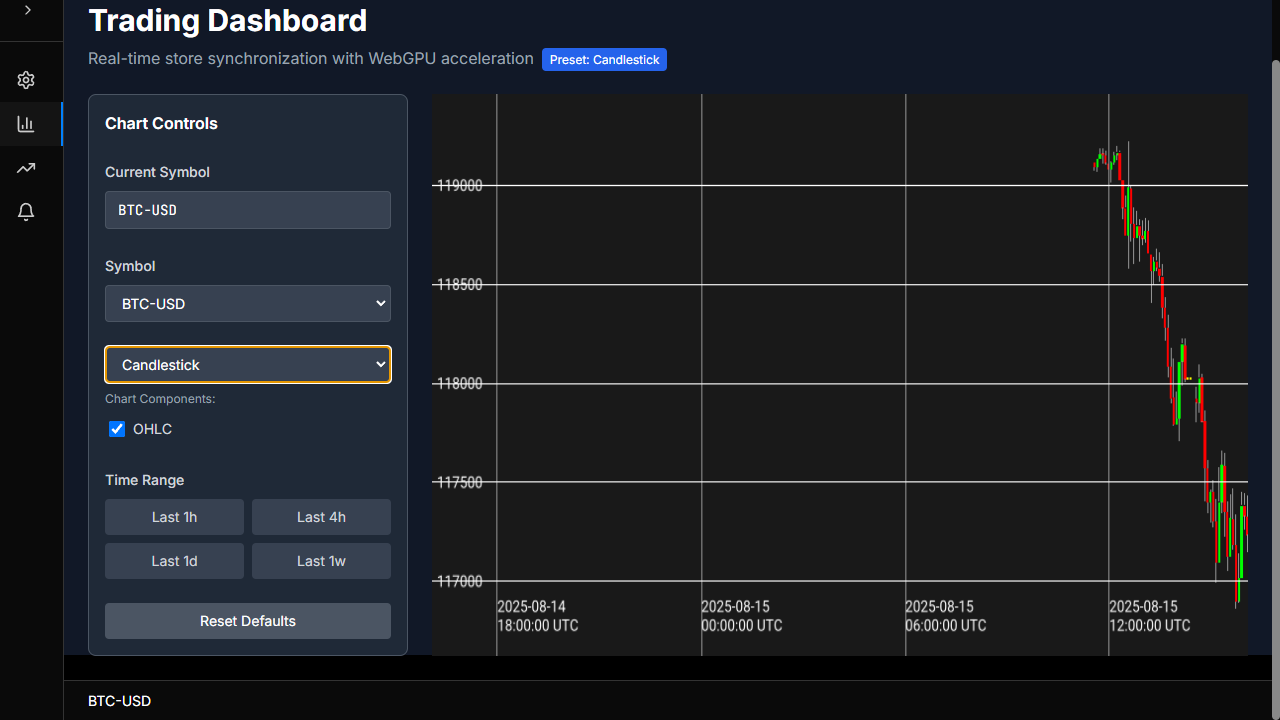 Trading Dashboard
Real-time store synchronization with WebGPU acceleration Preset: Candlestick
Chart Controls
Current Symbol
BTC-USD
Symbol
BTC-USD
Candlestick
Chart Components:
OHLC
Time Range
Last 1h Last 4h
Last 1d Last 1w
Reset Defaults
119000
118500
118000
117500
117000
2025-08-14 2025-08-15 2025-08-15 2025-08-15
18:00:00 UTC 00:00:00 UTC 06:00:00 UTC 12:00:00 UTC
BTC-USD